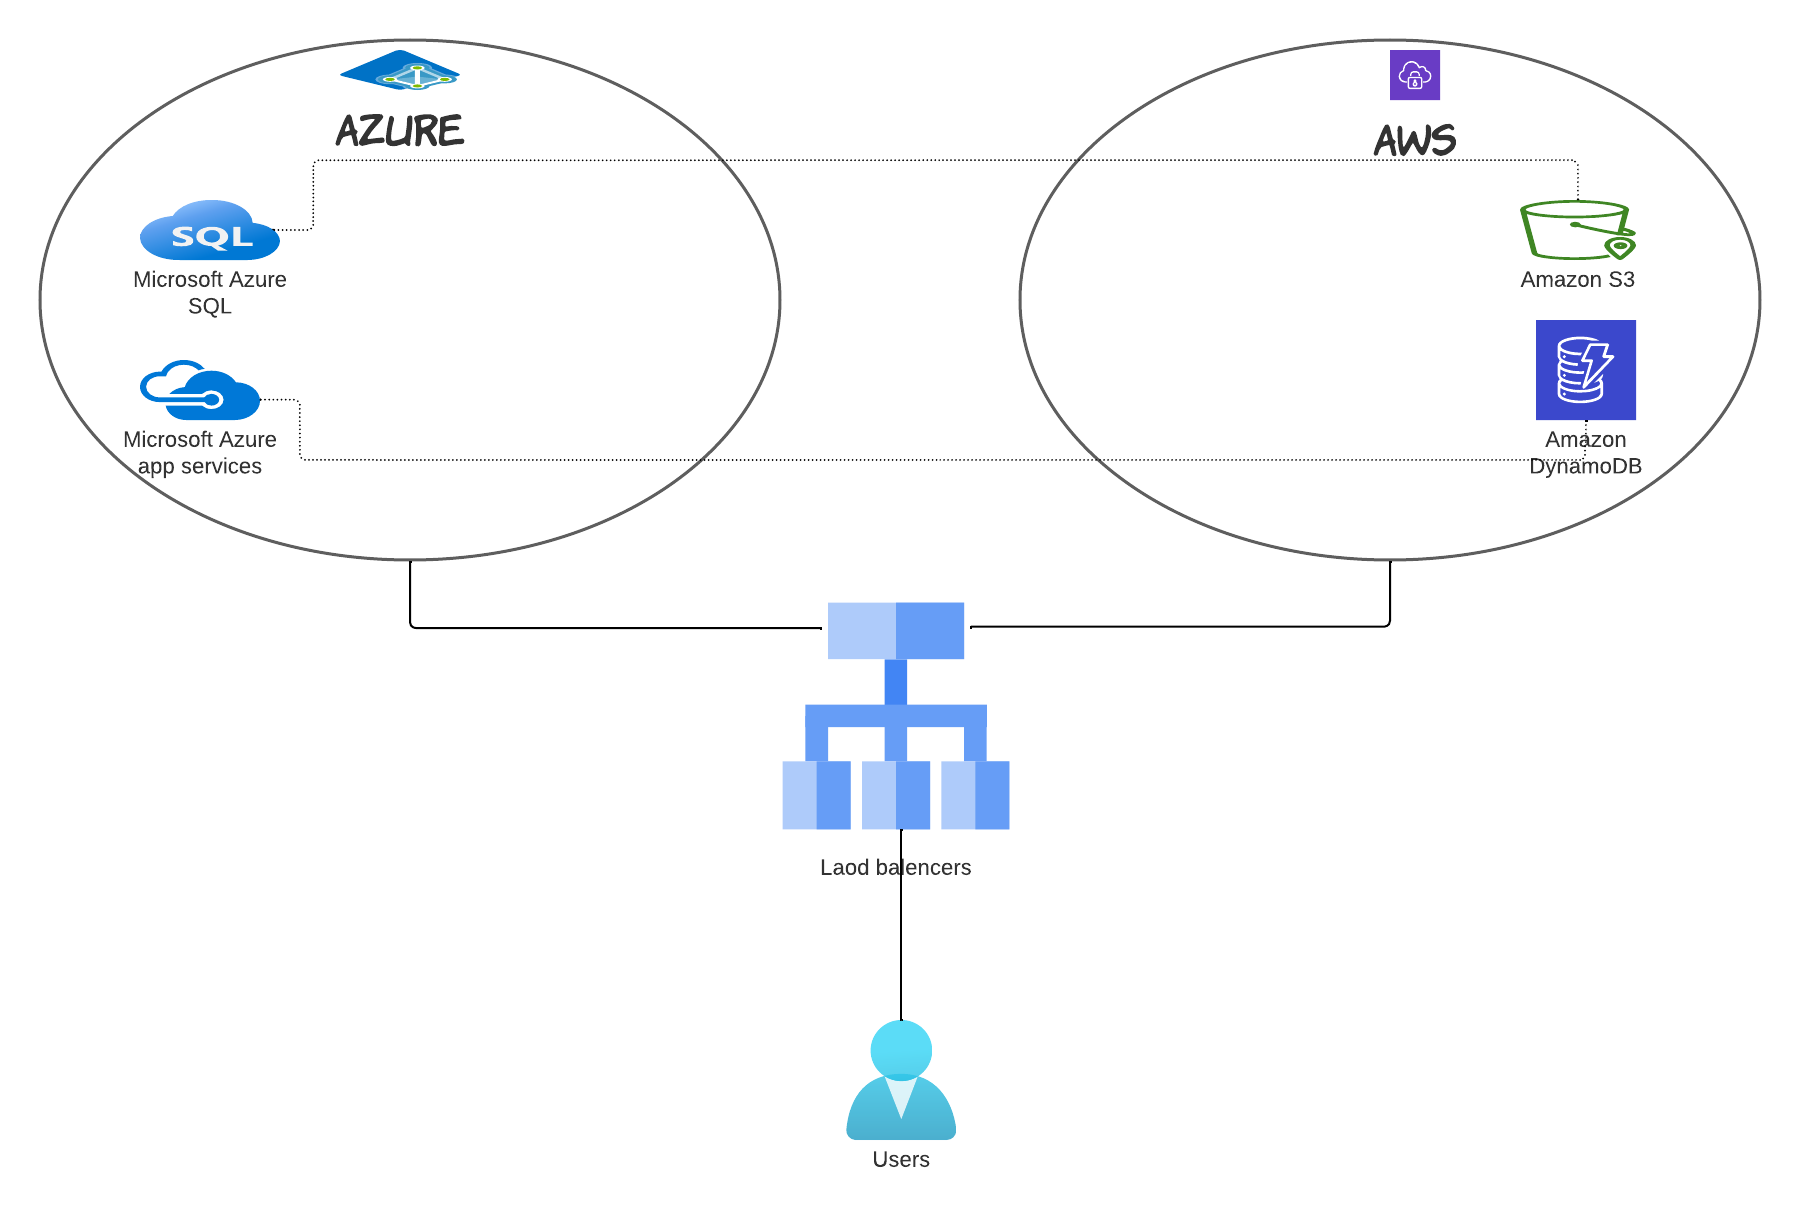 AZURE
AWS
SQL
Microsoft Azure
SQL
Amazon S3
Microsoft Azure
app services
Amazon
DynamoDB
Laod balencers
Users